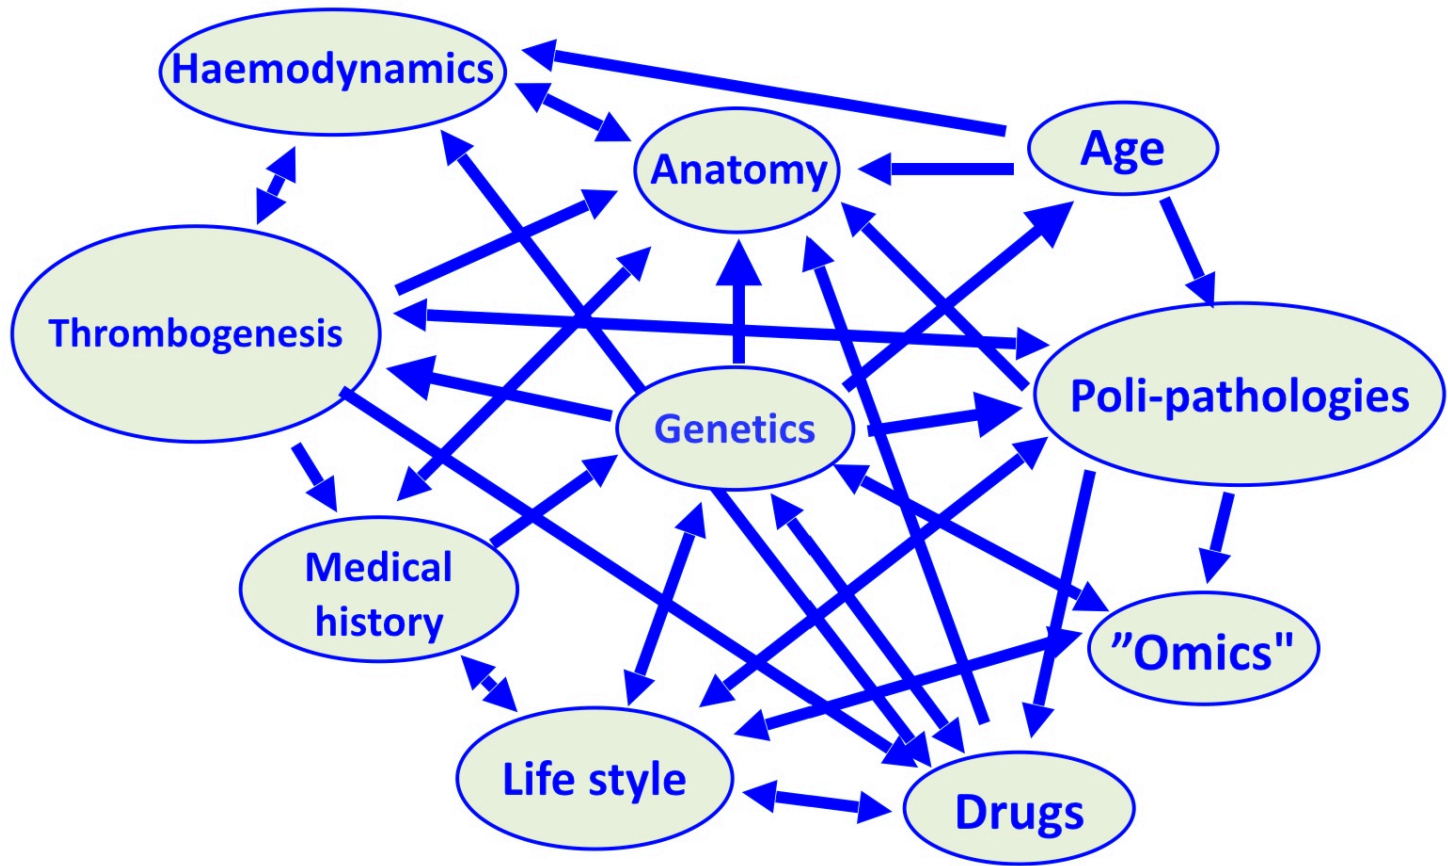 Haemodynamics
Anatomy
Age
Thrombogenesis
Poli-pathologies
Genetics
Medical
history
”Omics"
Life style
Drugs